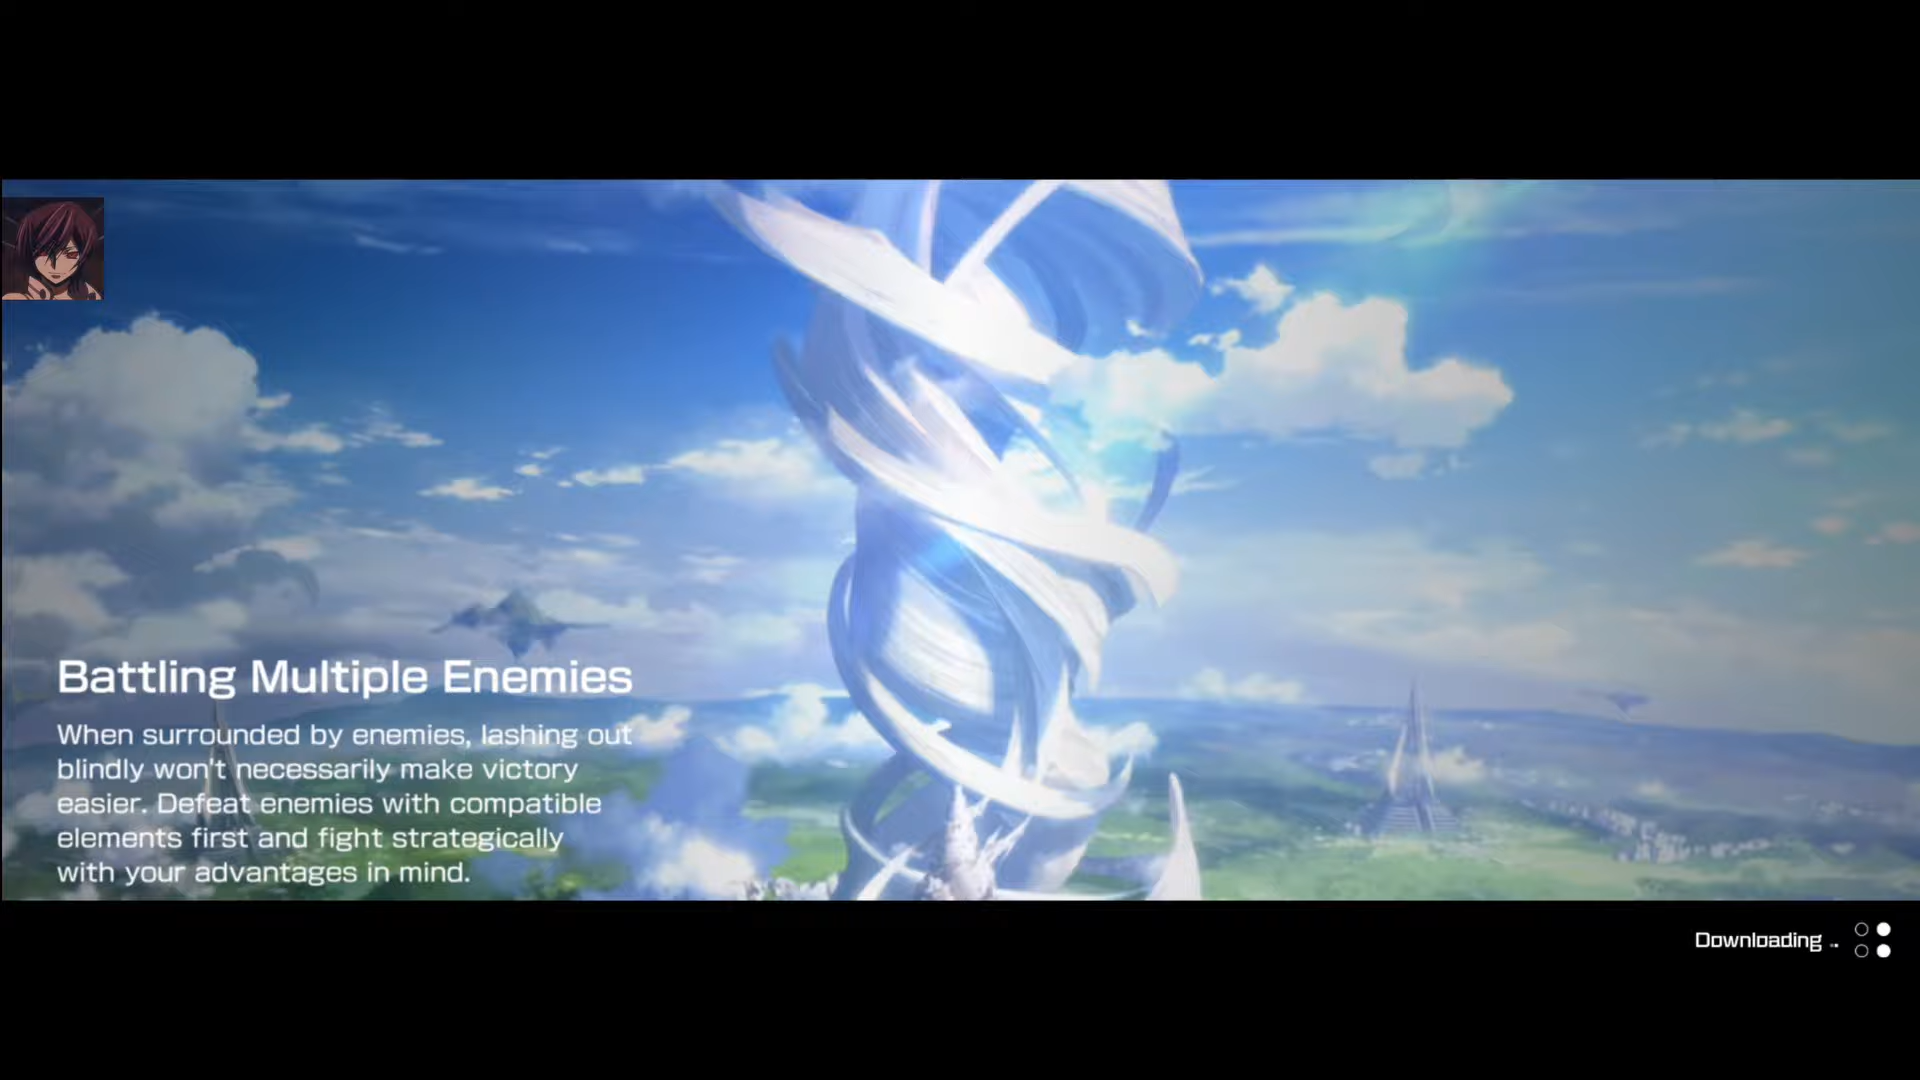 Battling Multiple Enemies
When surrounded by enemies, lashing out
blindly won't necessarily make victory
easier. Defeat enemies with compatible
elements first and fight strategically
with your advantages in mind.
Downloading ..